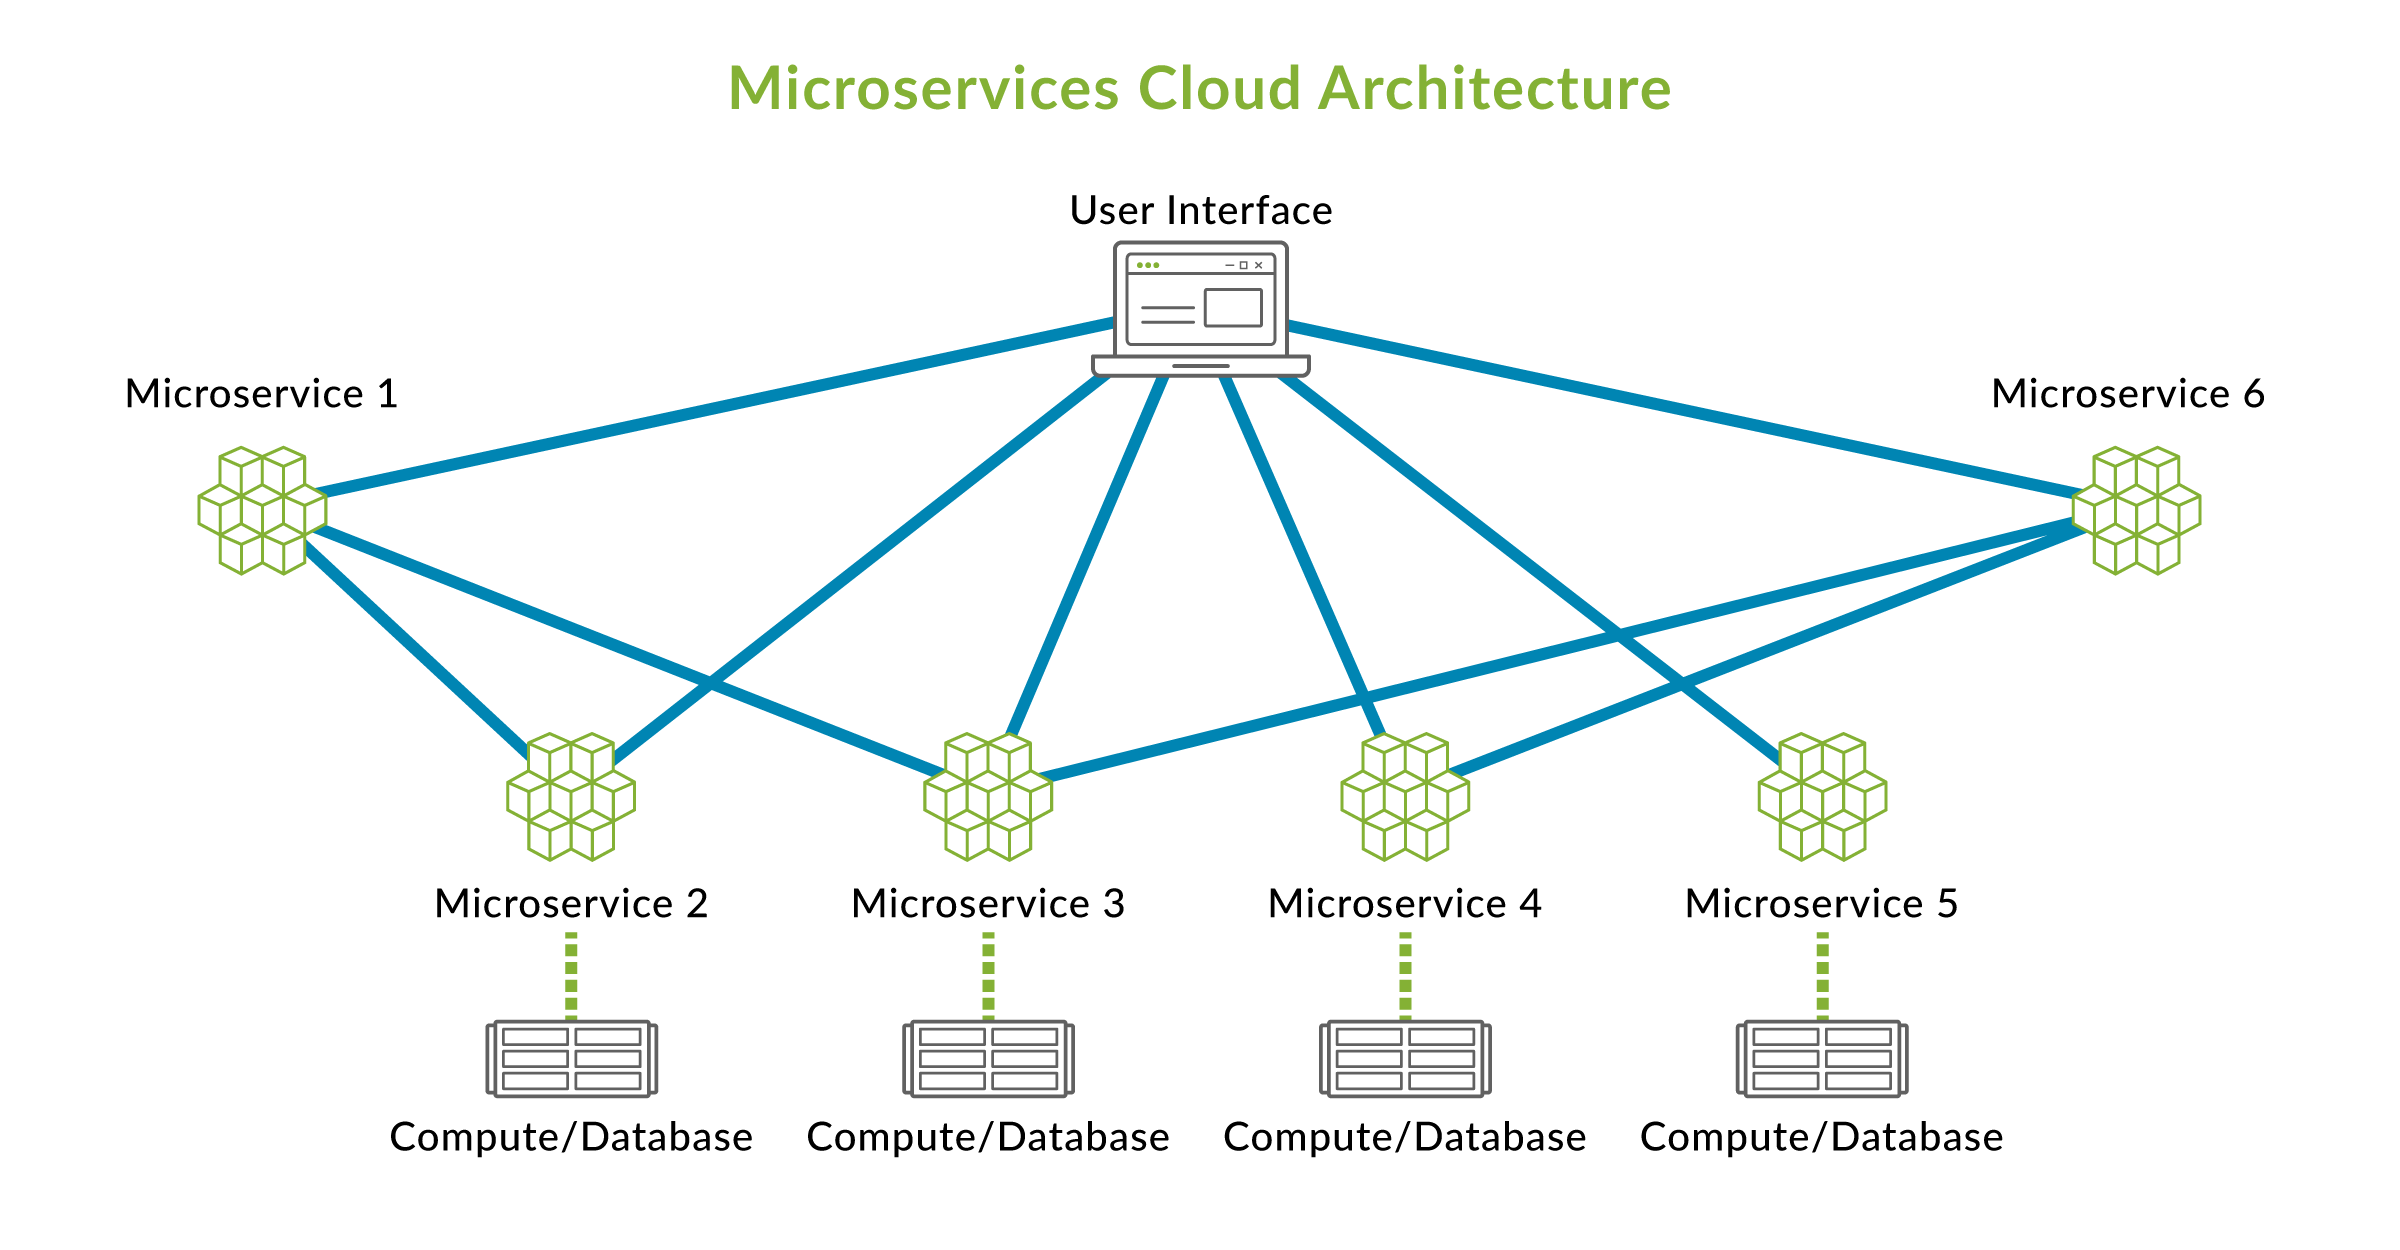 Microservices Cloud Architecture
User Interface
Microservice 1
Microservice 6
Microservice 2
Microservice 3
Microservice 4
Microservice 5
Compute/Database
Compute/Database
Compute/Database
Compute/Database